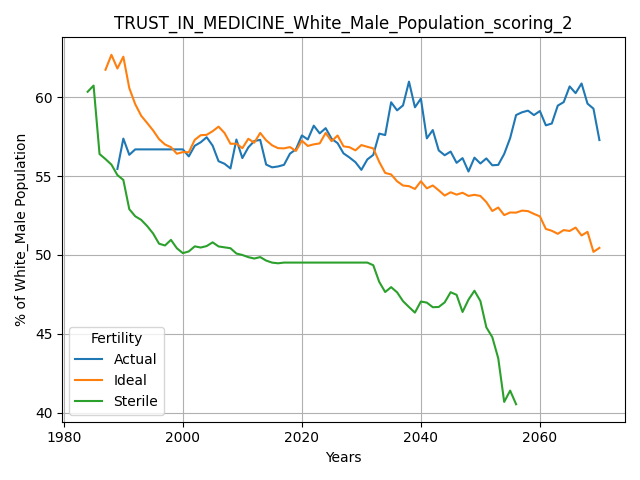 TRUST_IN_MEDICINE_White_Male_Population_scoring_2
% of White_Male Population
60
55
50
45
40
Fertility
Actual
Ideal
Sterile
1980
2000
2020
2040
2060
Years